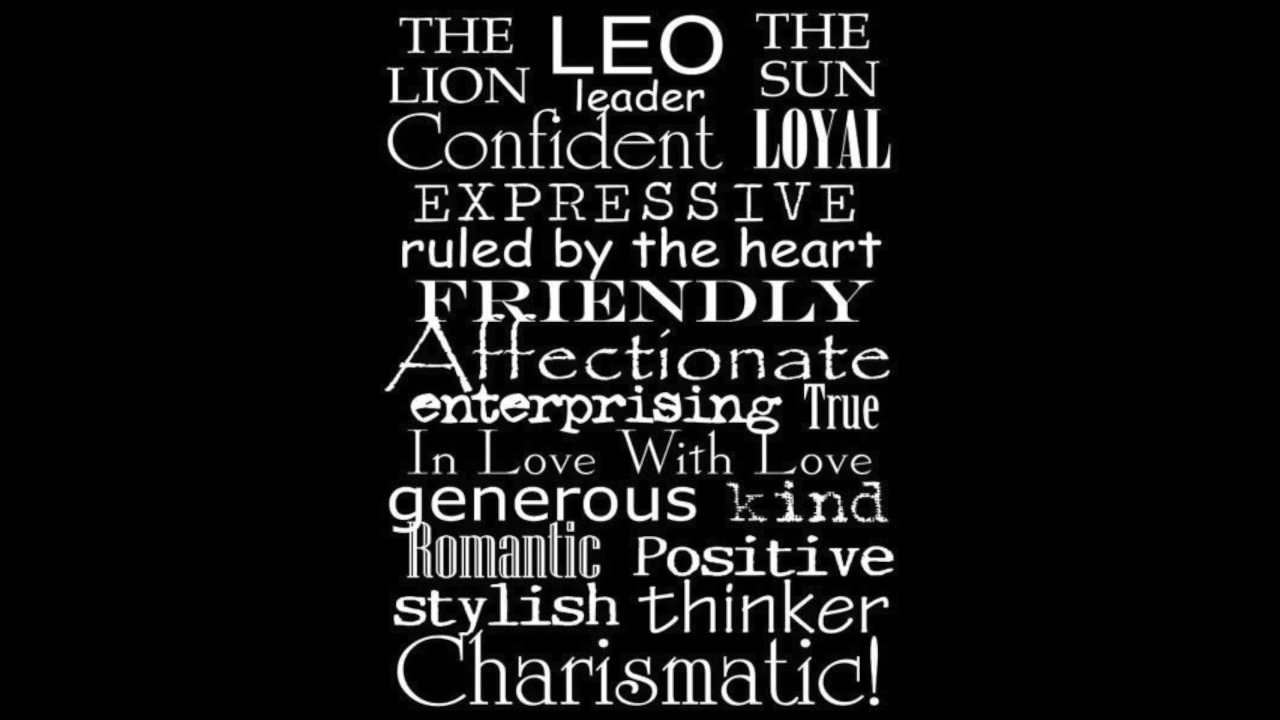 THE LEO THE
LION leader SUN
Confident LOYAL
EXPRESSIVE
ruled by the heart
FRIENDLY
Affectionate
enterprising True
In Love With Love
generous kind
Romantic Positive
stylish thinker
Charismatic!